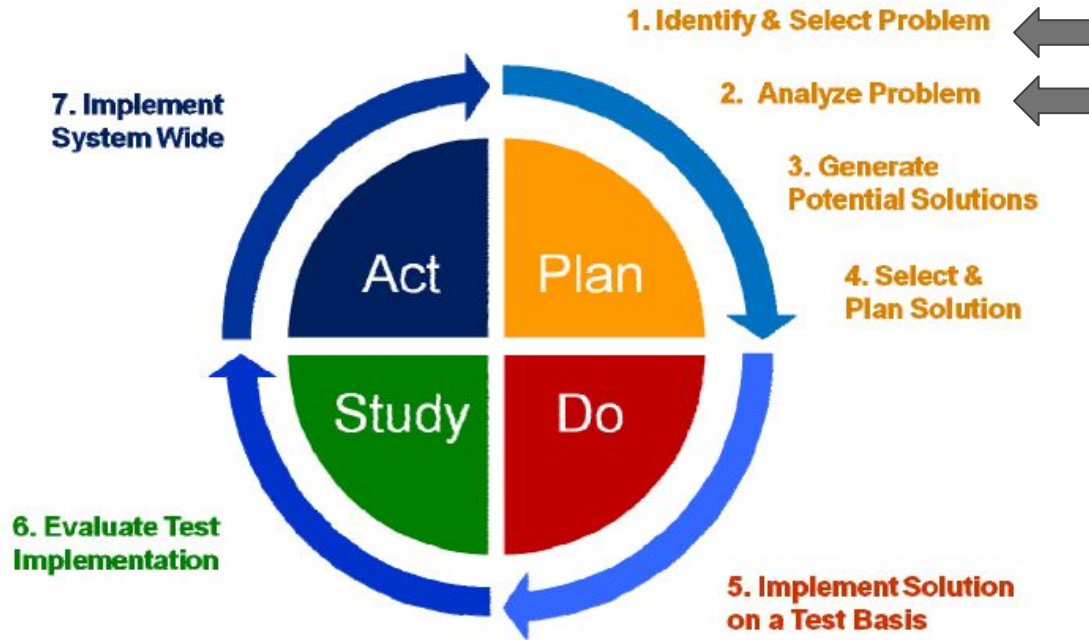 1. Identify & Select Problem
2. Analyze Problem
3. Generate
Potential Solutions
4. Select &
Plan Solution
5. Implement Solution
on a Test Basis
6. Evaluate Test
Implementation
7. Implement
System Wide
Act
Plan
Study
Do